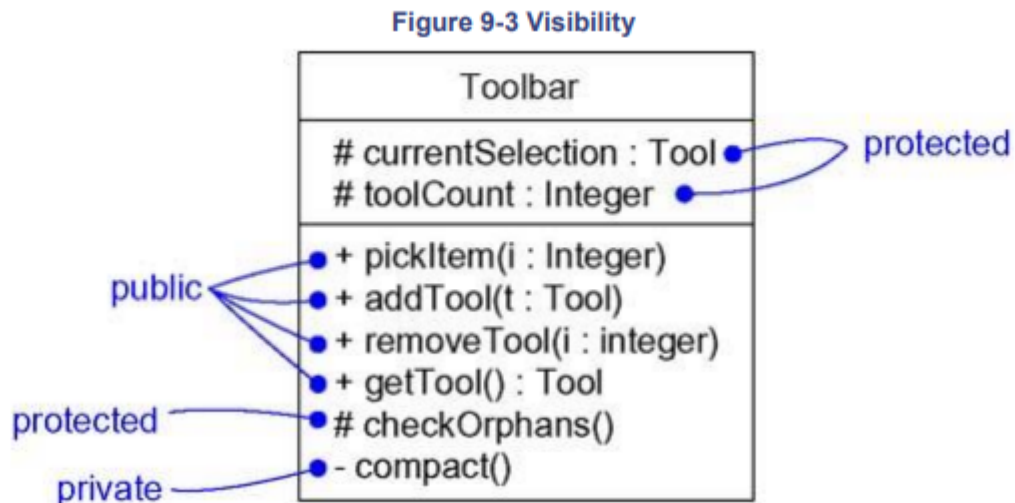 Figure 9-3 Visibility
Toolbar
# currentSelection : Tool
# toolCount : Integer
protected
+ pickItem(i : Integer)
+ addTool(t : Tool)
+ removeTool(i : integer)
+ getTool() : Tool
# checkOrphans()
- compact()
public
protected
private